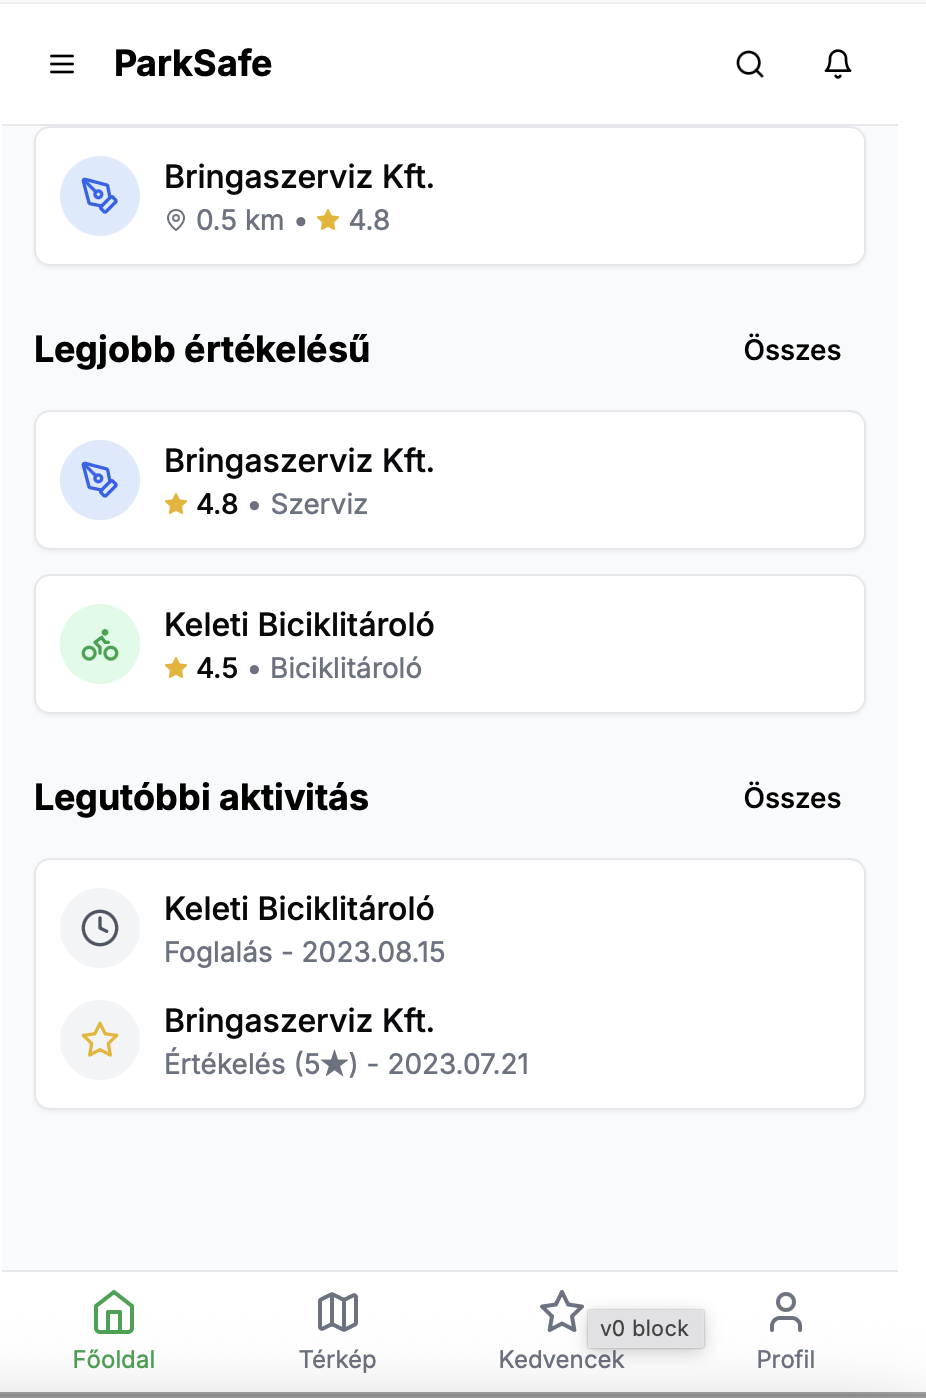 ParkSafe
Bringaszerviz Kft.
0.5 km • ★ 4.8
Legjobb értékelésű
Összes
Bringaszerviz Kft.
★ 4.8 • Szerviz
Keleti Biciklitároló
★ 4.5 • Biciklitároló
Legutóbbi aktivitás
Összes
Keleti Biciklitároló
Foglalás - 2023.08.15
Bringaszerviz Kft.
Értékelés (5★) - 2023.07.21
v0 block
Főoldal
Térkép
Kedvencek
Profil